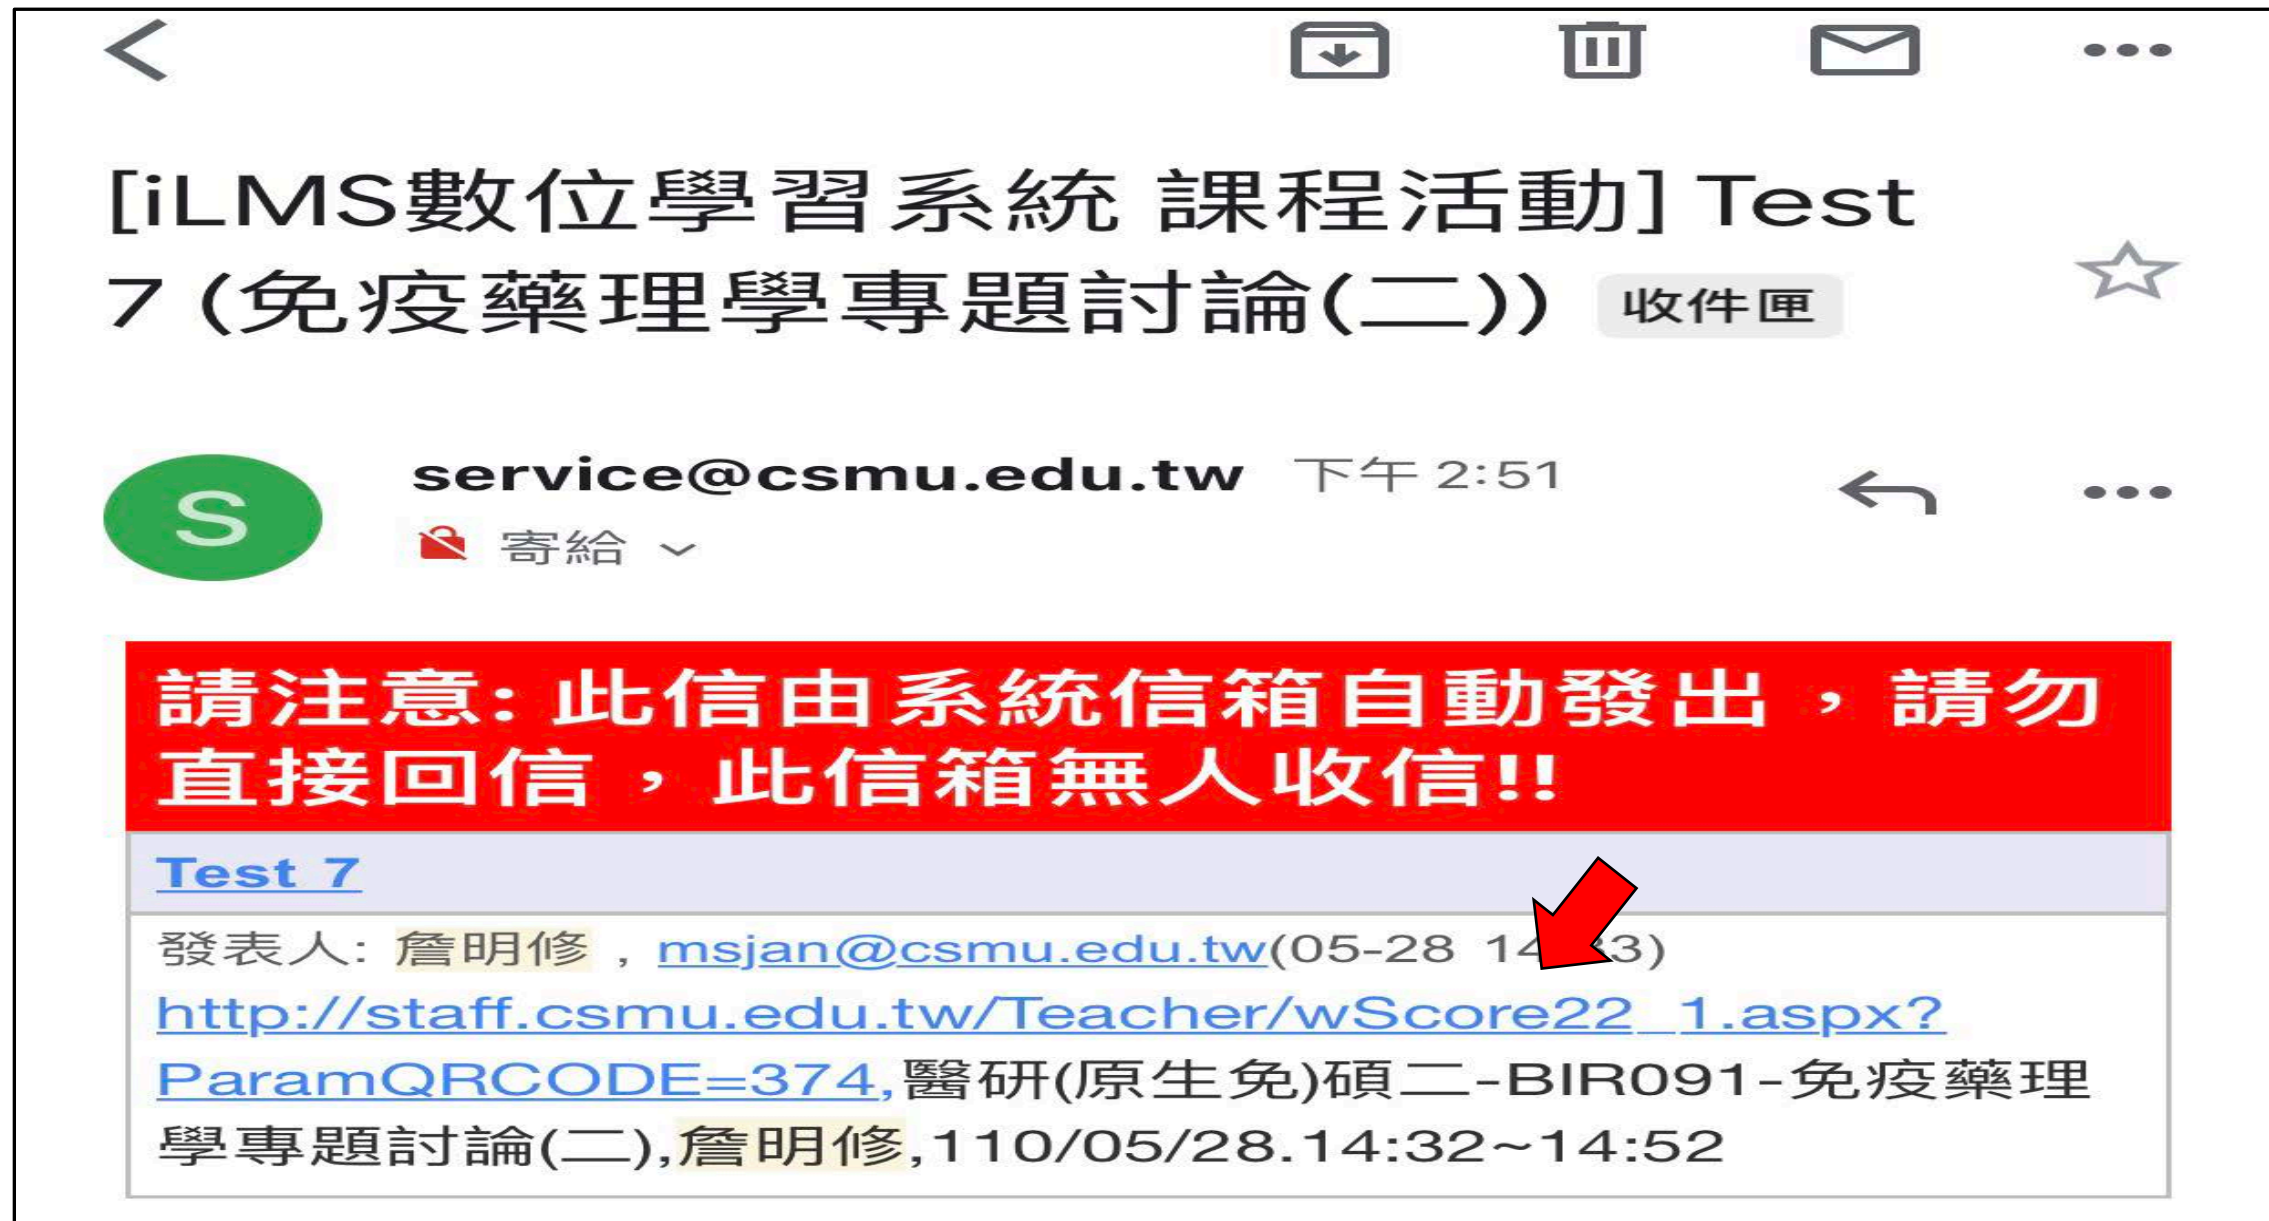 [iLMS數位學習系統 課程活動] Test
7 (免疫藥理學專題討論(二)) 收件匣
service@csmu.edu.tw 下午 2:51
S
寄給
請注意: 此信由系統信箱自動發出，請勿
直接回信，此信箱無人收信!!
Test 7
發表人: 詹明修 , msjan@csmu.edu.tw(05-28
http://staff.csmu.edu.tw/Teacher/wScore22_1.aspx?
ParamQRCODE=374,醫研(原生免)碩二-BIR091-免疫藥理
學專題討論(二),詹明修,110/05/28.14:32~14:52